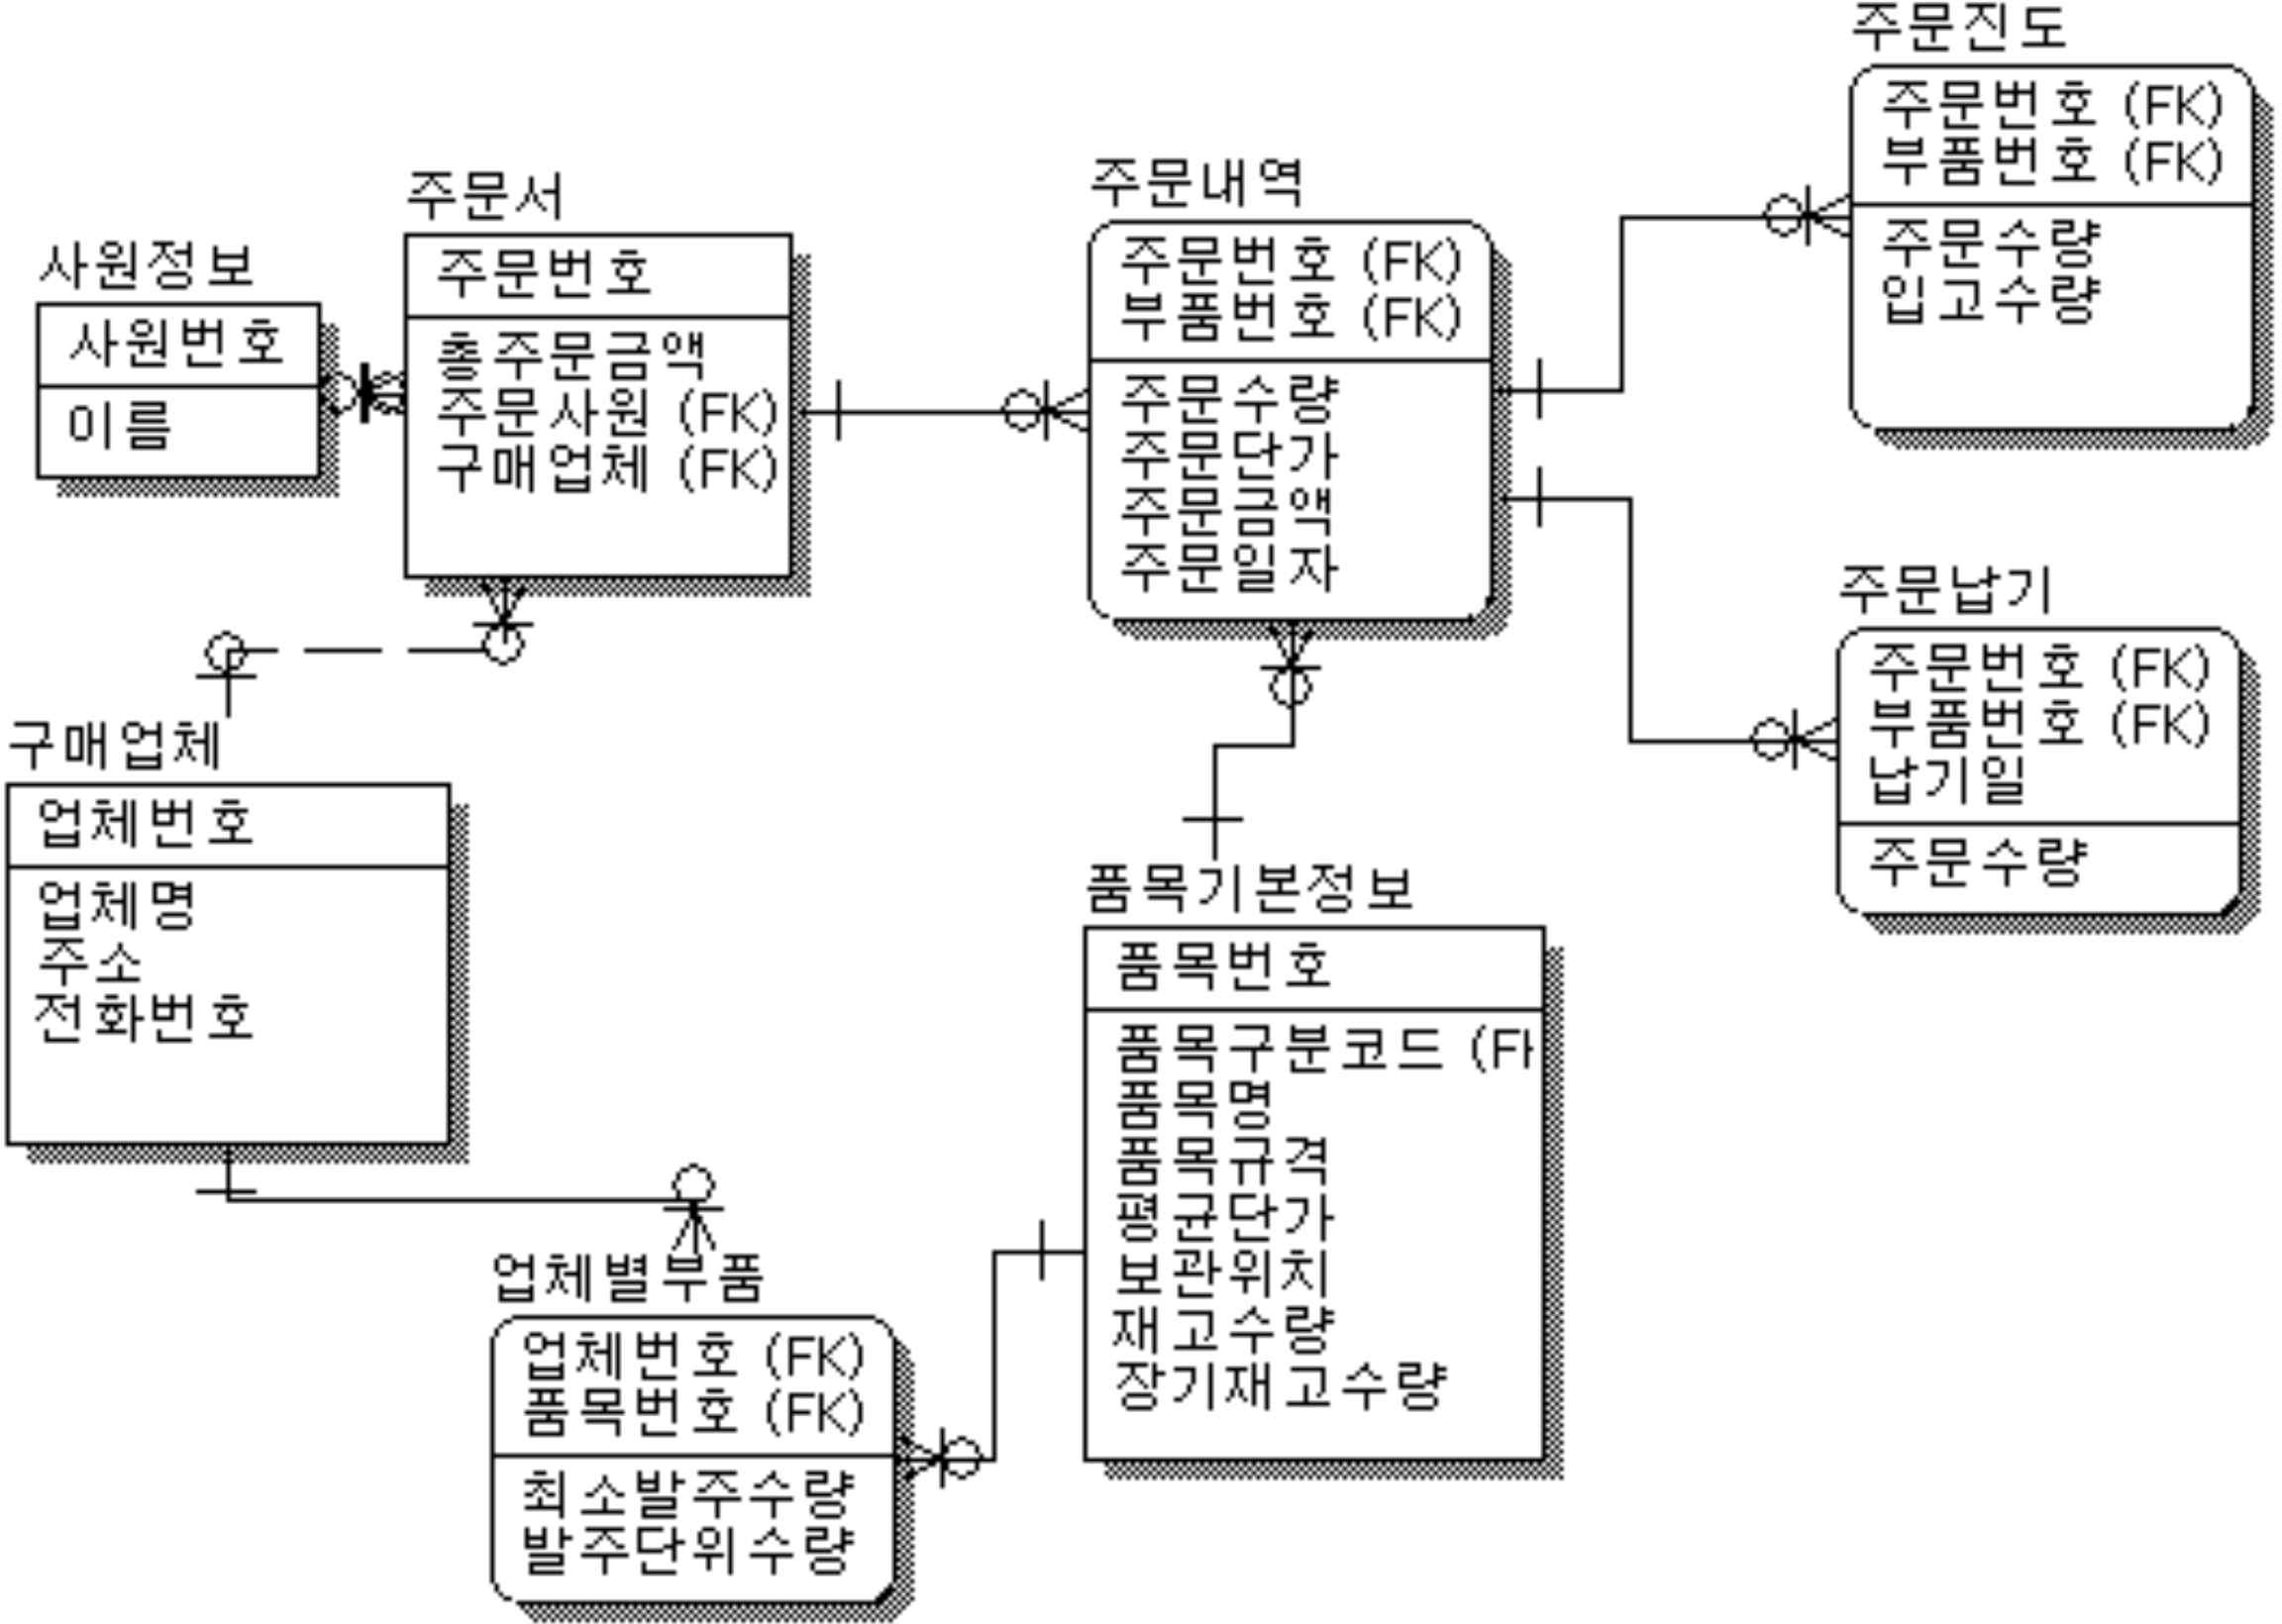 주문진도
주문번호 (FK)
부품번호 (FK)
주문수량
입고수량
주문서
주문번호
총주문금액
주문사원 (FK)
구매업체 (FK)
주문내역
주문번호 (FK)
부품번호 (FK)
주문수량
주문단가
주문금액
주문일자
사원정보
사원번호
이름
주문납기
주문번호 (FK)
부품번호 (FK)
납기일
주문수량
구매업체
업체번호
업체명
주소
전화번호
품목기본정보
품목번호
품목구분코드 (F
품목명
품목규격
평균단가
보관위치
재고수량
장기재고수량
업체별부품
업체번호 (FK)
품목번호 (FK)
최소발주수량
발주단위수량